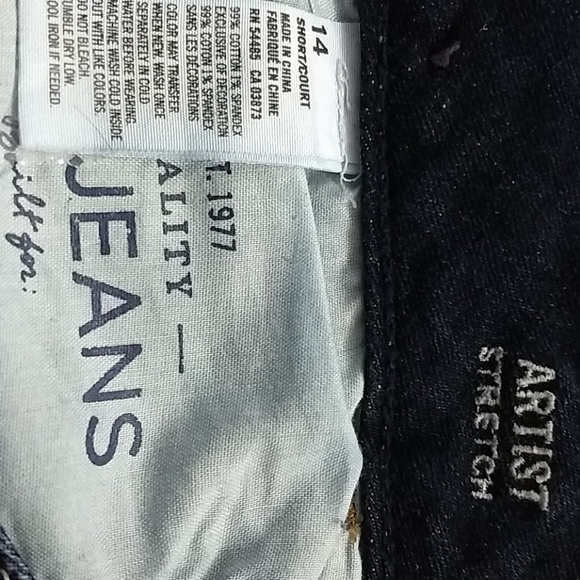 14
SHORT/COURT
MADE IN CHINA
FABRIQUÉ EN CHINE
RN 54485 CA 03873
99% COTTON 1% SPANDEX
EXCLUSIVE OF DECORATION
99% COTON 1% SPANDEX
SANS LES DECORATIONS
COLOR MAY TRANSFER
WHEN NEW. WASH ONCE
SEPARATELY IN COLD
WATER BEFORE WEARING.
MACHINE WASH COLD INSIDE
OUT WITH LIKE COLORS.
DO NOT BLEACH.
TUMBLE DRY LOW.
COOL IRON IF NEEDED.
T. 1977
ALITY —
JEANS
Built for:
ARTIST
STRETCH